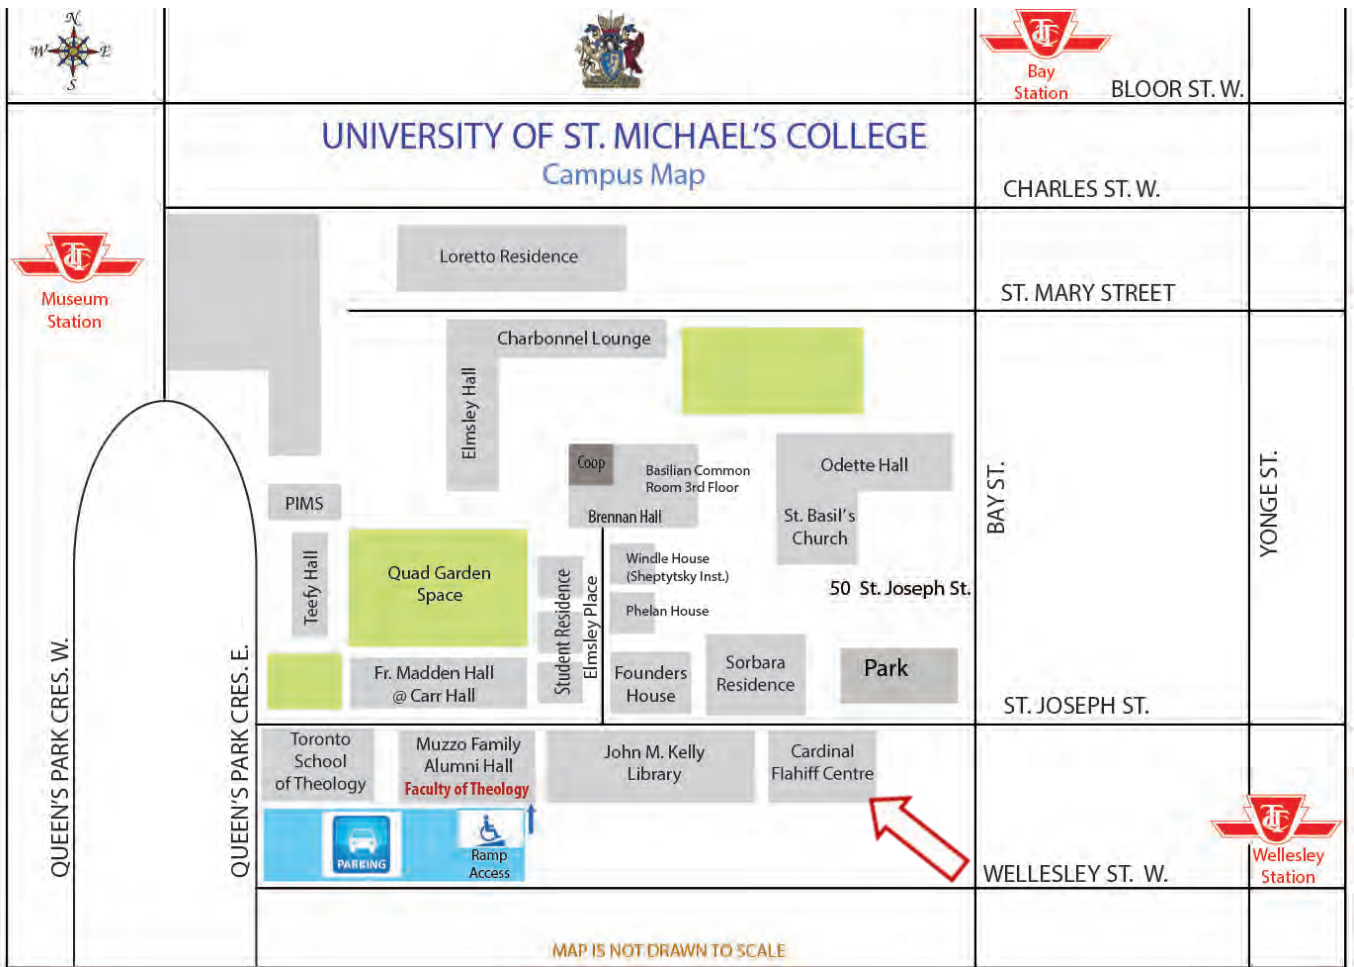 N
W
E
S
Bay
Station
BLOOR ST. W.
UNIVERSITY OF ST. MICHAEL'S COLLEGE
Campus Map
CHARLES ST. W.
Museum
Station
Loretto Residence
ST. MARY STREET
Charbonnel Lounge
Elmsley Hall
Coop
Basilian Common
Room 3rd Floor
Brennan Hall
Odette Hall
St. Basil's
Church
BAY ST.
YONGE ST.
PIMS
Teefy Hall
Quad Garden
Space
Student Residence
Elmsley Place
Windle House
(Sheptytsky Inst.)
Phelan House
50 St. Joseph St.
Fr. Madden Hall
@ Carr Hall
Founders
House
Sorbara
Residence
Park
ST. JOSEPH ST.
QUEEN'S PARK CRES. W.
QUEEN'S PARK CRES. E.
Toronto
School
of Theology
Muzzo Family
Alumni Hall
Faculty of Theology
John M. Kelly
Library
Cardinal
Flahiff Centre
PARKING
Ramp
Access
WELLESLEY ST. W.
Wellesley
Station
MAP IS NOT DRAWN TO SCALE